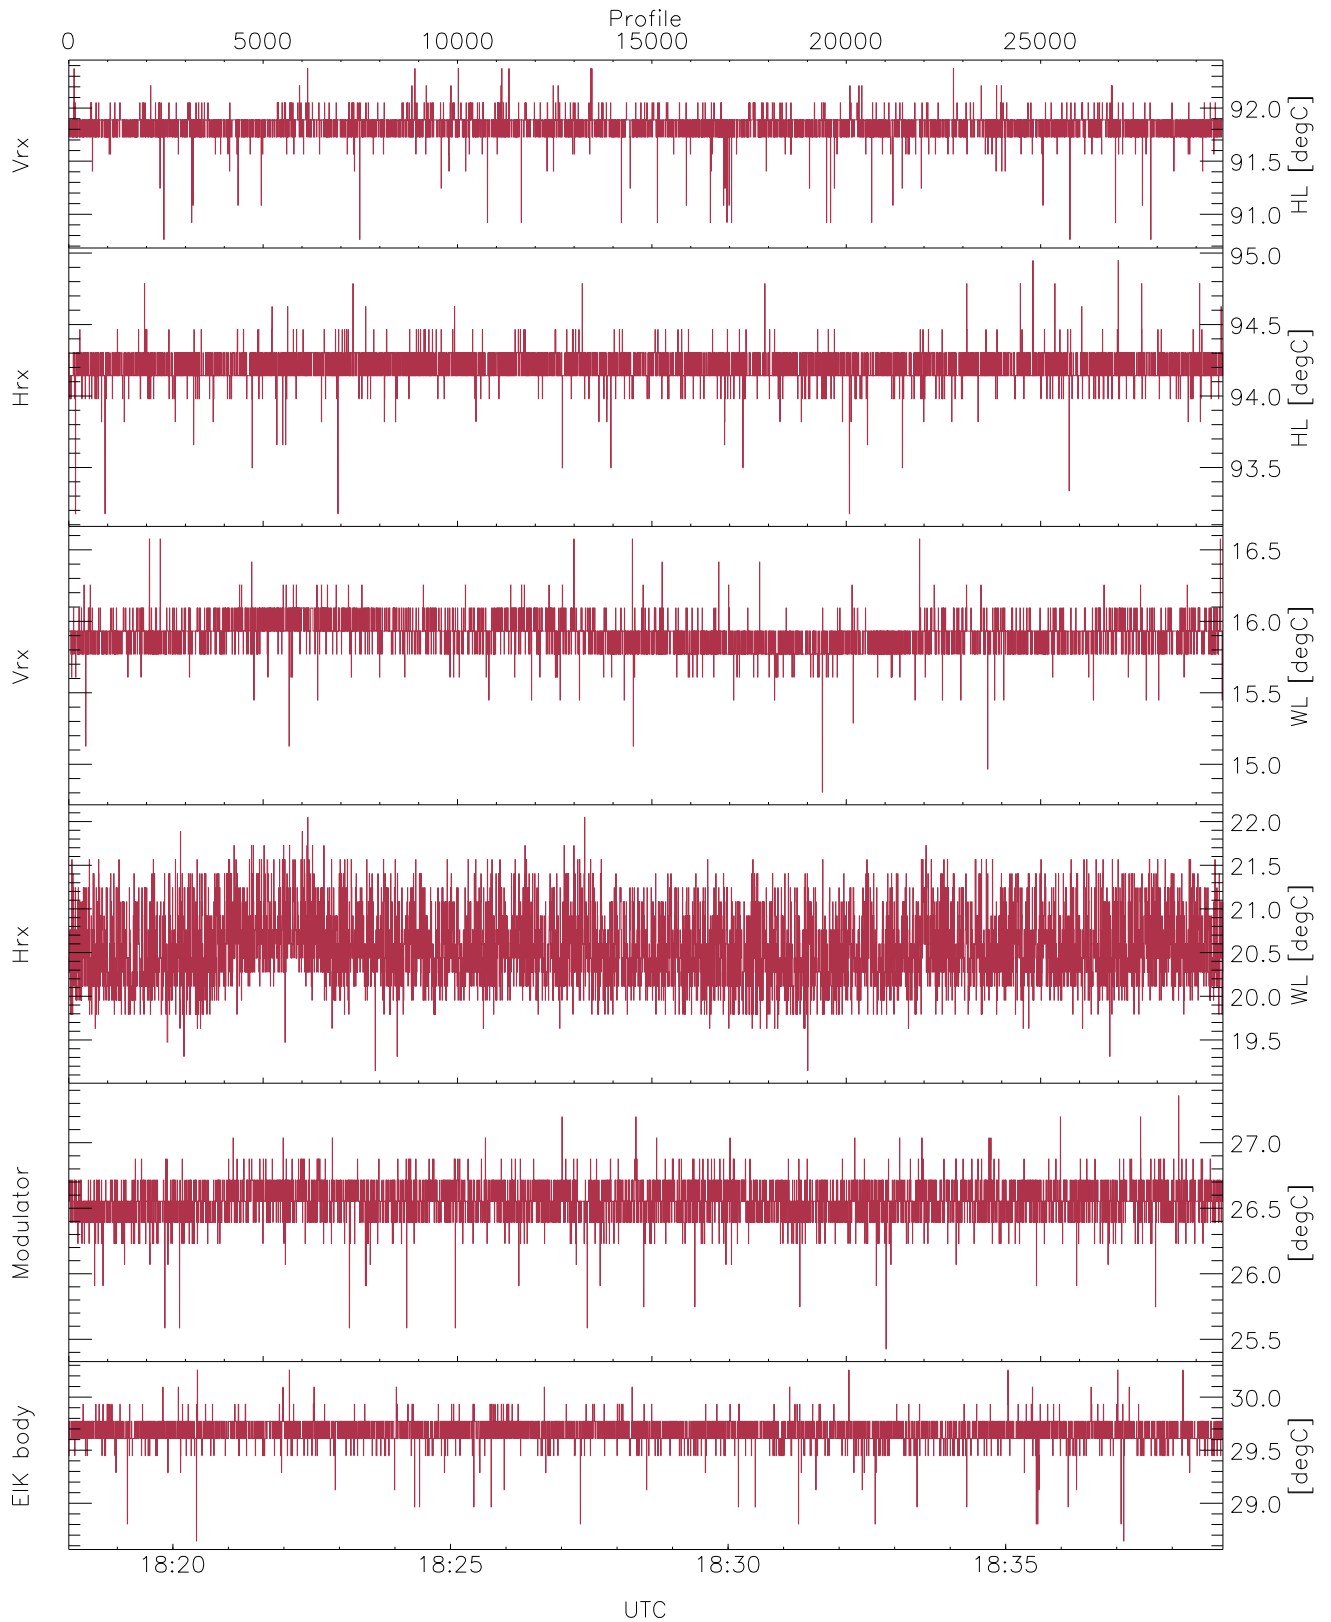 Profile
0 5000 10000 15000 20000 25000
Vrx
92.0
91.5
91.0
HL [degC]
Hrx
95.0
94.5
94.0
93.5
HL [degC]
Vrx
16.5
16.0
15.5
15.0
WL [degC]
Hrx
22.0
21.5
21.0
20.5
20.0
19.5
WL [degC]
Modulator
27.0
26.5
26.0
25.5
[degC]
EIK body
30.0
29.5
29.0
[degC]
18:20 18:25 18:30 18:35
UTC